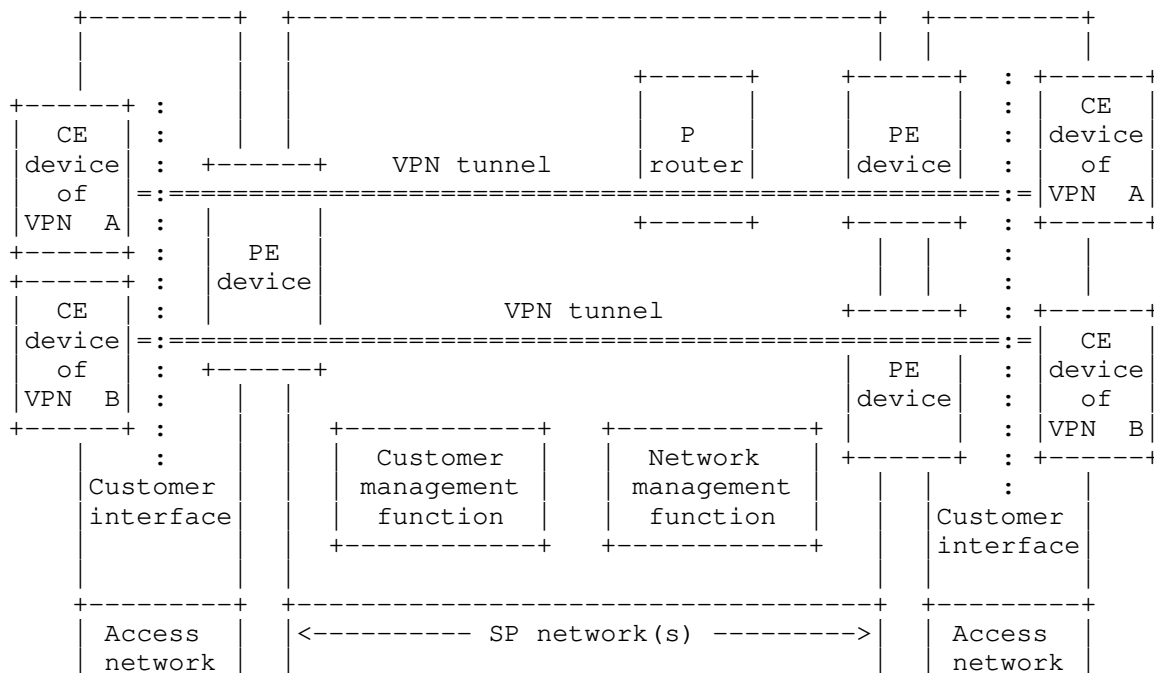 CE
device
of
VPN A
CE
device
of
VPN B
PE
device
VPN tunnel
P
router
PE
device
CE
device
of
VPN A
VPN tunnel
PE
device
CE
device
of
VPN B
Customer
interface
Customer
management
function
Network
management
function
Customer
interface
Access
network
<---------- SP network(s) --------->
Access
network